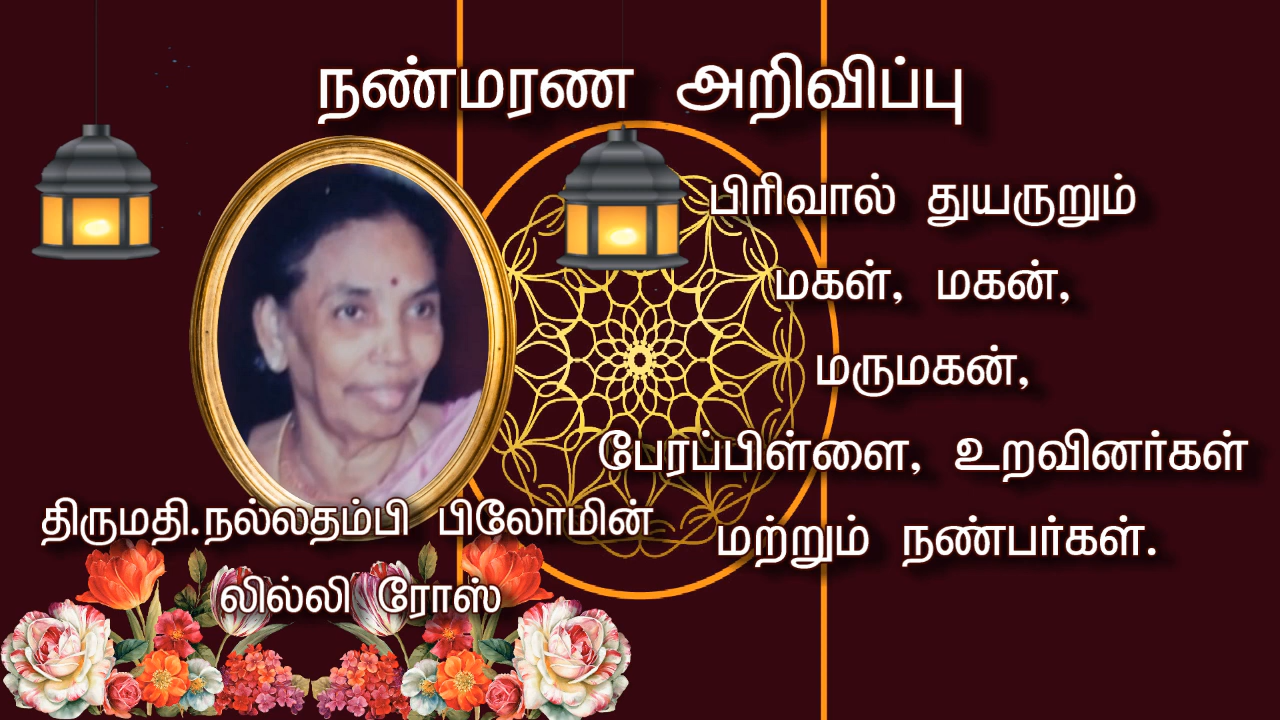 நண்மரண அறிவிப்பு
பிரிவால் துயருறும்
மகள், மகன்,
மருமகன்,
பேரப்பிள்ளை, உறவினர்கள்
மற்றும் நண்பர்கள்.
திருமதி.நல்லதம்பி பிலோமின்
லில்லி ரோஸ்